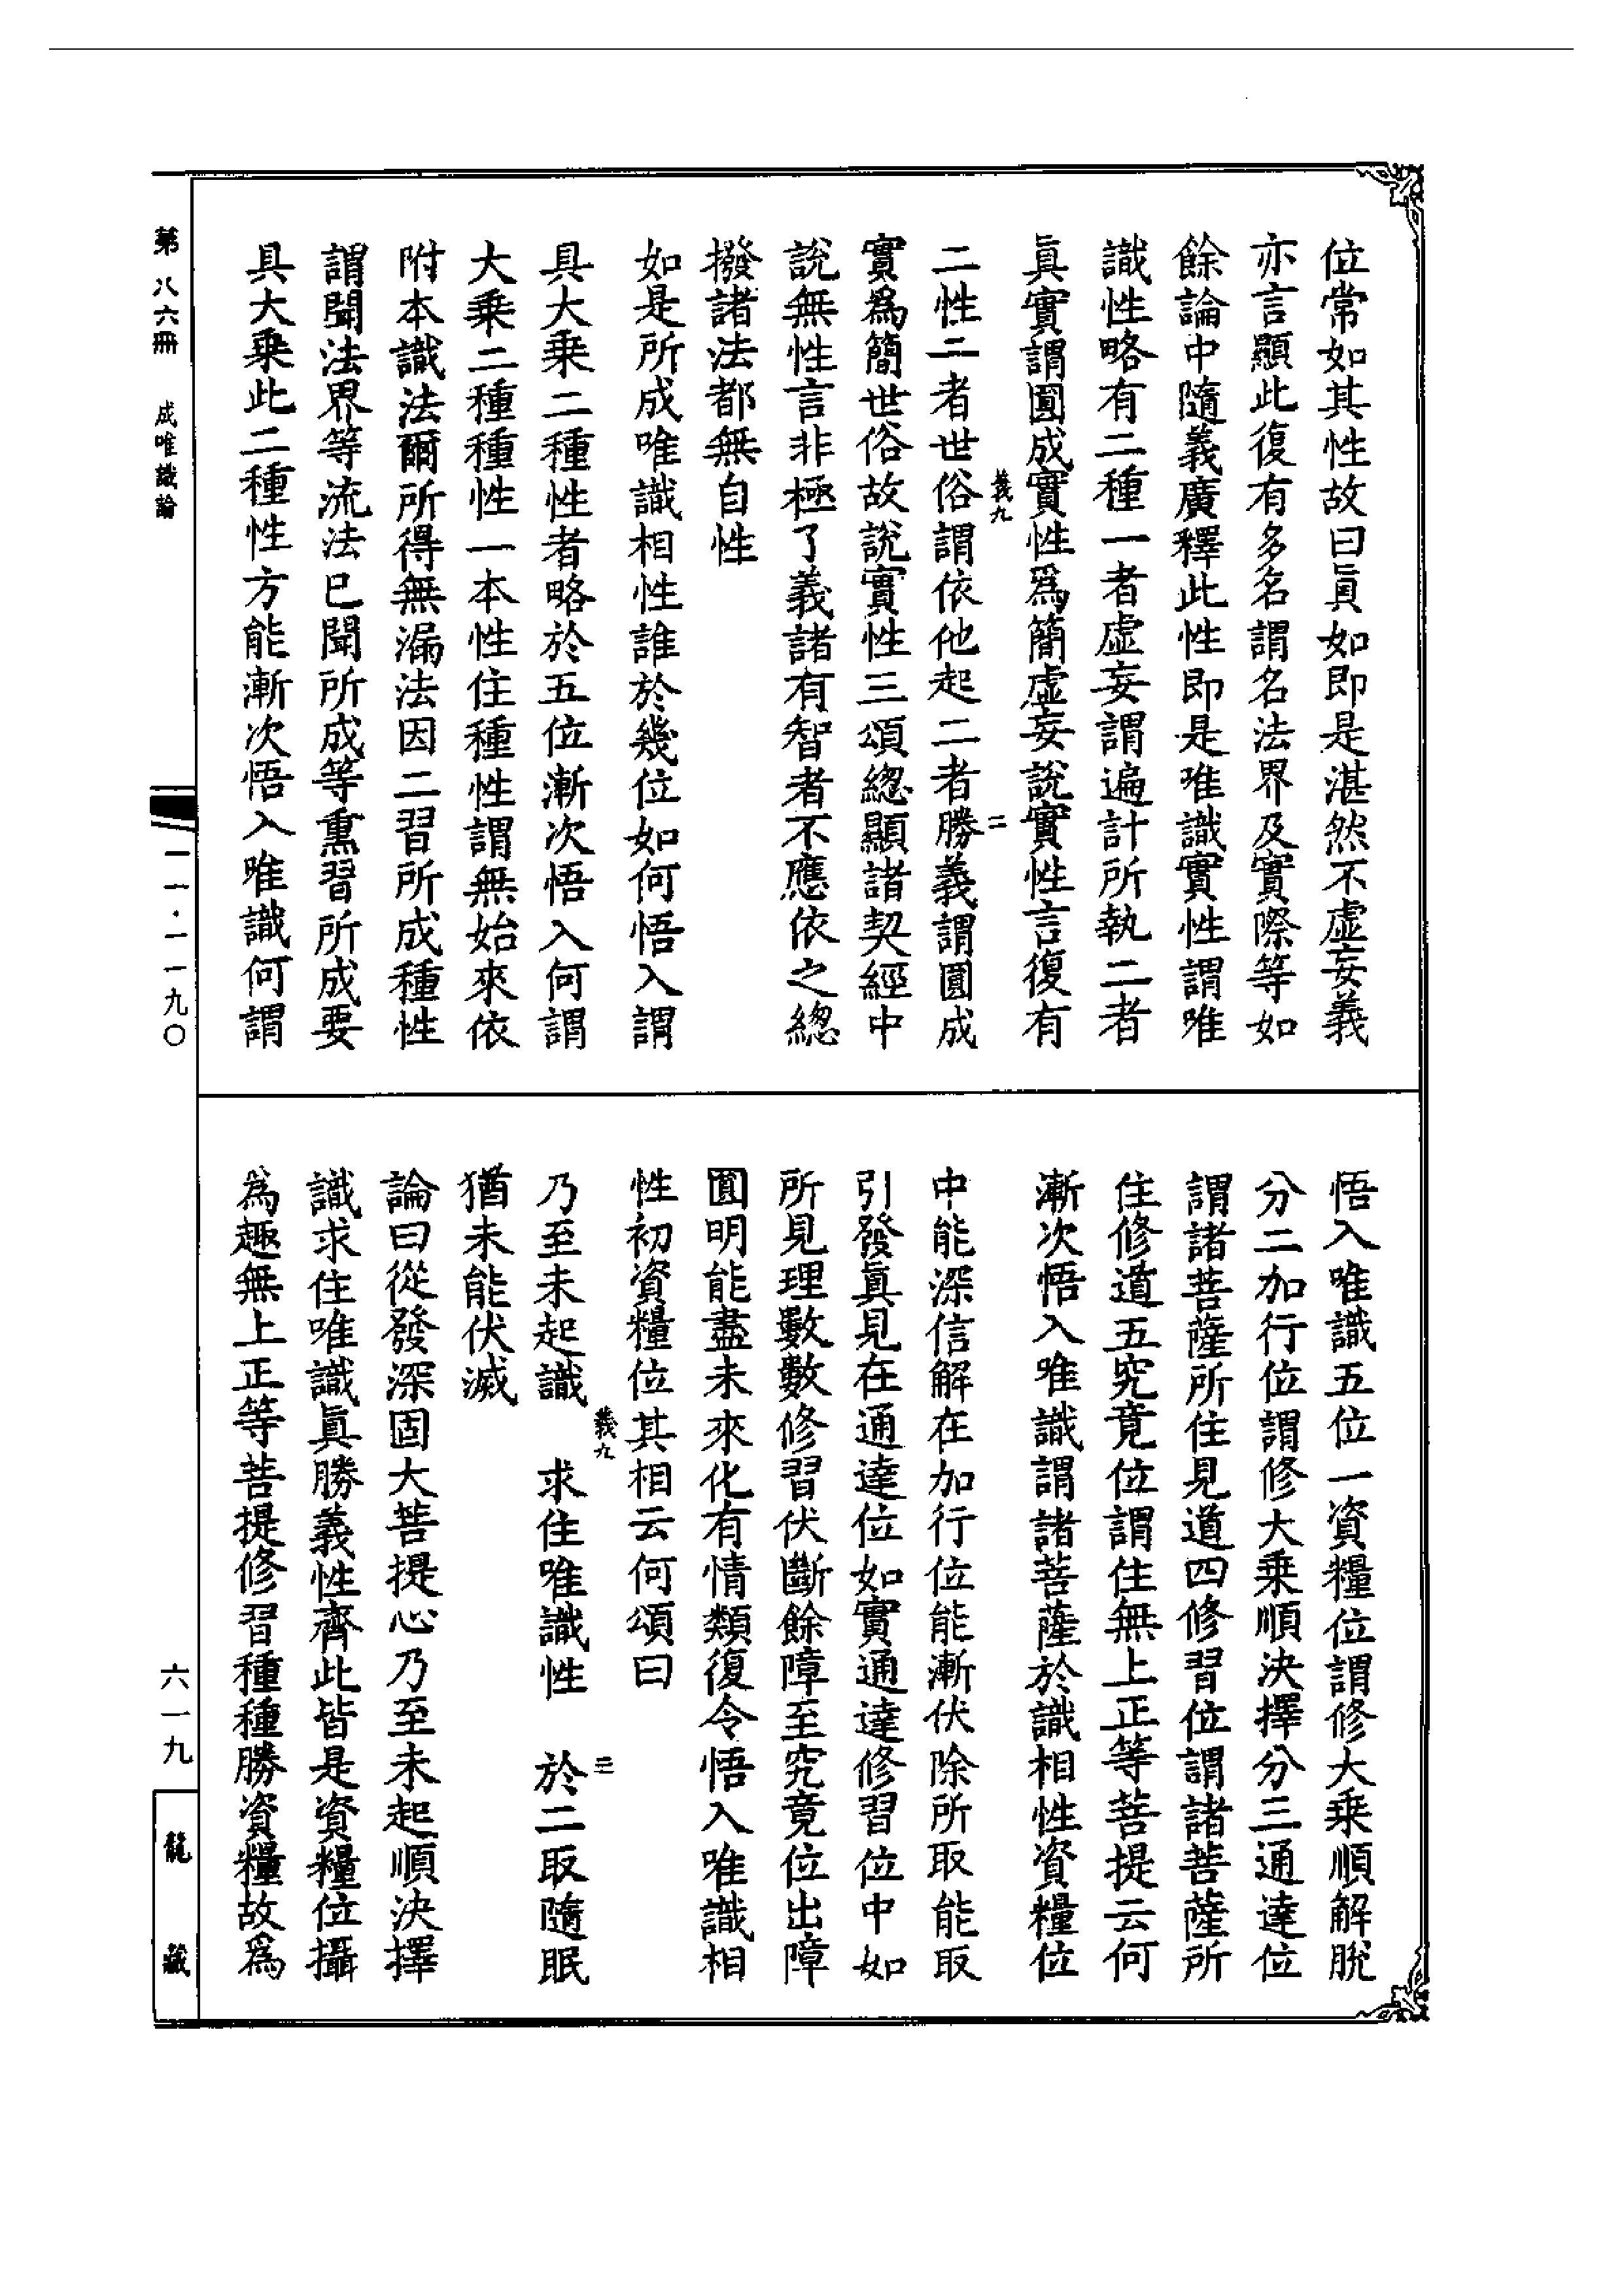 位常如其性故曰眞如即是湛然不虛妄義
亦言顯此復有多名謂名法界及實際等如
餘論中隨義廣釋此性即是唯識實性謂唯
識性略有二種一者虛妄謂遍計所執二者
眞實謂圓成實性爲簡虛妄說實性言復有
義九
二
二性二者世俗謂依他起二者勝義謂圓成
實爲簡世俗故說實性三頌總顯諸契經中
說無性言非極了義諸有智者不應依之總
撥諸法都無自性
如是所成唯識相性誰於幾位如何悟入謂
具大乘二種性者略於五位漸次悟入何謂
大乘二種種性一本性住種性謂無始來依
附本識法爾所得無漏法因二習所成種性
謂聞法界等流法已聞所成等熏習所成要
具大乘此二種性方能漸次悟入唯識何謂
悟入唯識五位一資糧位謂修大乘順解脫
分二加行位謂修大乘順決擇分三通達位
謂諸菩薩所住見道四修習位謂諸菩薩所
住修道五究竟位謂住無上正等菩提云何
漸次悟入唯識謂諸菩薩於識相性資糧位
中能深信解在加行位能漸伏除所取能取
引發眞見在通達位如實通達修習位中如
所見理數數修習伏斷餘障至究竟位出障
圓明能盡未來化有情類復令悟入唯識相
性初資糧位其相云何頌曰
義九
三
乃至未起識　求住唯識性　於二取隨眠
猶未能伏滅
論曰從發深固大菩提心乃至未起順決擇
識求住唯識眞勝義性齊此皆是資糧位攝
爲趣無上正等菩提修習種種勝資糧故爲
第八六冊　成唯識論
一一・一一九〇
六一九
龍藏